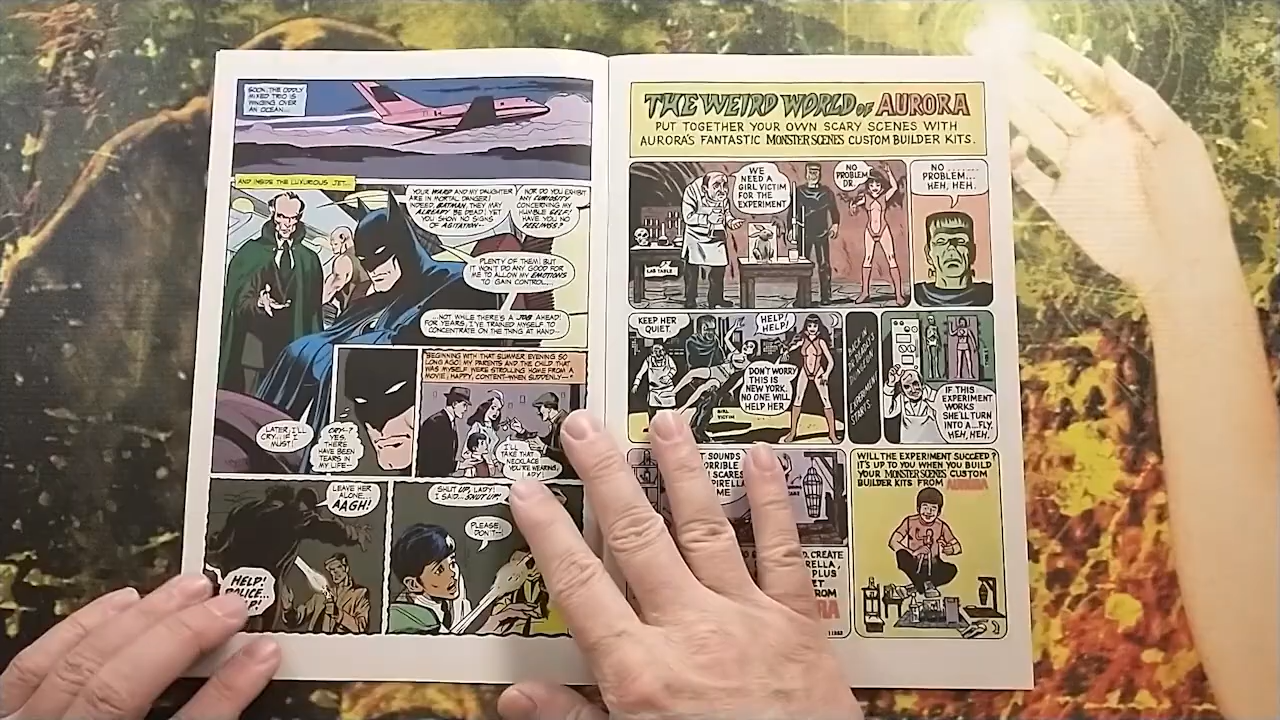 SOON, THE ODDLY
MIXED TRIO IS
WINGING OVER
AN OCEAN...
AND INSIDE THE LUXURIOUS JET...
YOUR WARD AND MY DAUGHTER
ARE IN MORTAL DANGER!
INDEED, BATMAN, THEY MAY
ALREADY BE DEAD! YET
YOU SHOW NO SIGNS
OF AGITATION--
NOR DO YOU EXHIBIT
ANY CURIOSITY
CONCERNING MY
HUMBLE SELF!
HAVE YOU NO
FEELINGS?
PLENTY OF THEM! BUT
IT WON'T DO ANY GOOD FOR
ME TO ALLOW MY EMOTIONS
TO GAIN CONTROL...
...NOT WHILE THERE'S A JOB AHEAD!
FOR YEARS, I'VE TRAINED MYSELF TO
CONCENTRATE ON THE THING AT HAND--
LATER, I'LL
CRY... IF I
MUST!
CRY--?
YES,
THERE
HAVE BEEN
TEARS IN
MY LIFE--
BEGINNING WITH THAT SUMMER EVENING SO
LONG AGO! MY PARENTS AND THE CHILD THAT
WAS MYSELF WERE STROLLING HOME FROM A
MOVIE; HAPPY, CONTENT--WHEN SUDDENLY--"
I'LL
TAKE THAT
NECKLACE
YOU'RE WEARING,
LADY!
LEAVE HER
ALONE...
AAGH!
HELP!
POLICE...
SHUT UP, LADY!
I SAID... SHUT UP!
PLEASE,
DON'T--
THE WEIRD WORLD OF AURORA
PUT TOGETHER YOUR OWN SCARY SCENES WITH
AURORA'S FANTASTIC MONSTER SCENES CUSTOM BUILDER KITS.
WE
NEED A
GIRL VICTIM
FOR THE
EXPERIMENT
NO
PROBLEM
DR.
LAB TABLE
NO
PROBLEM...
HEH, HEH.
KEEP HER
QUIET.
HELP!
HELP!
DON'T WORRY
THIS IS
NEW YORK.
NO ONE WILL
HELP HER
GIRL
VICTIM
IF THIS
EXPERIMENT
WORKS
SHE'LL TURN
INTO A...FLY,
HEH, HEH.
SOUNDS
SCARES
ME
CREATE
PLUS
FROM
WILL THE EXPERIMENT SUCCEED?
IT'S UP TO YOU WHEN YOU BUILD
YOUR MONSTER SCENES CUSTOM
BUILDER KITS FROM AURORA